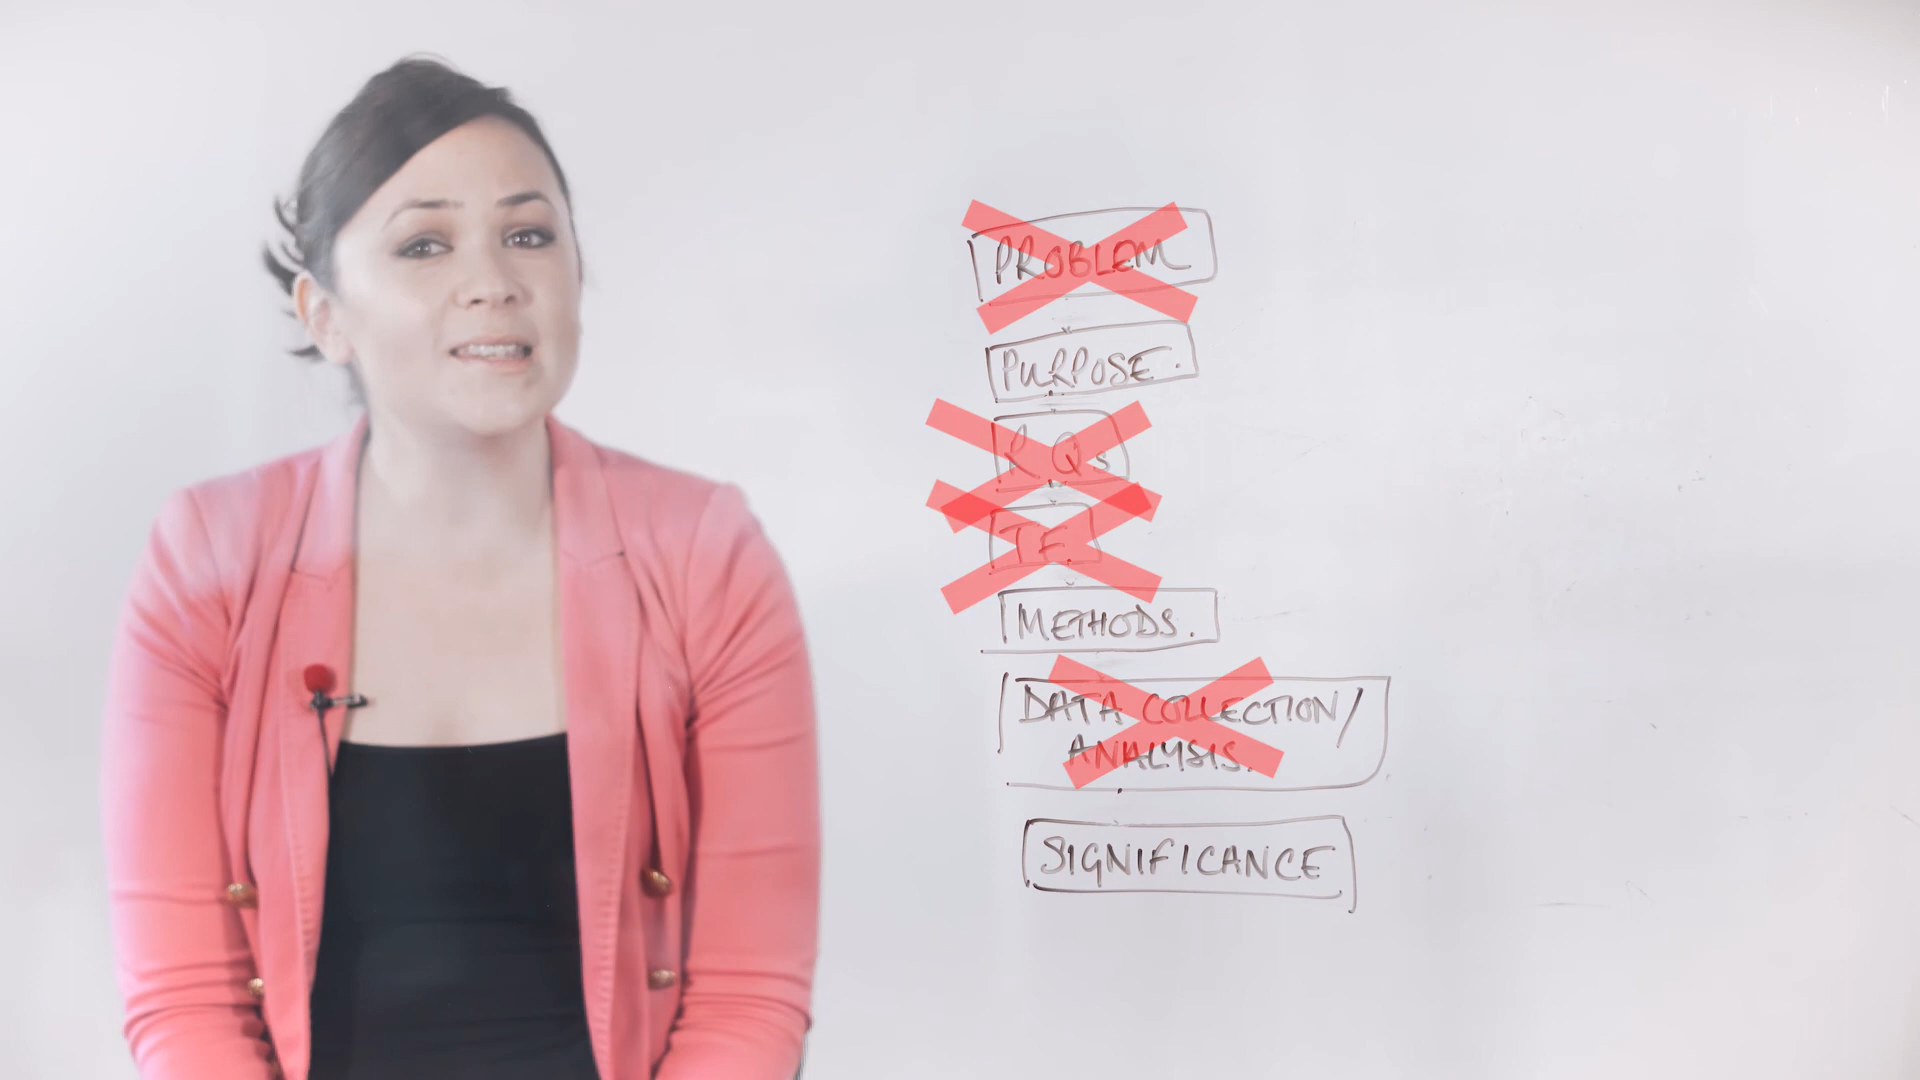 PROBLEM
PURPOSE.
RQs
TF.
METHODS.
DATA COLLECTION/
ANALYSIS.
SIGNIFICANCE